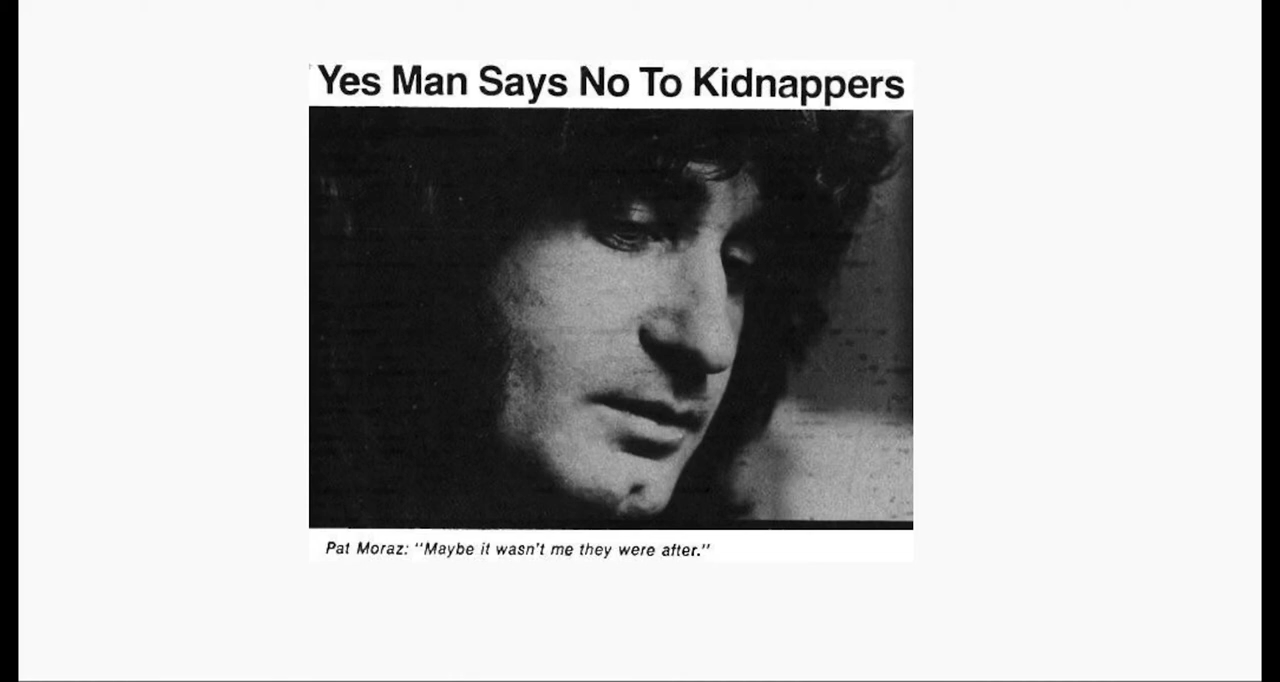 Yes Man Says No To Kidnappers
Pat Moraz: "Maybe it wasn't me they were after."